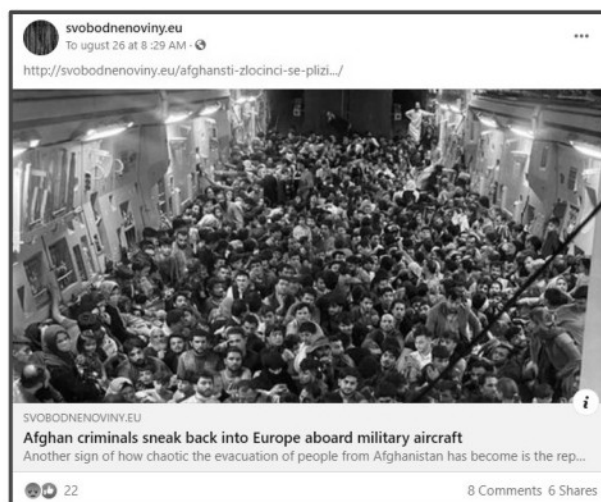 svobodnenoviny.eu
To ugust 26 at 8 :29 AM ·
http://svobodnenoviny.eu/afghansti-zlocinci-se-plizi.../
i
SVOBODNENOVINY.EU
Afghan criminals sneak back into Europe aboard military aircraft
Another sign of how chaotic the evacuation of people from Afghanistan has become is the rep...
22
8 Comments 6 Shares